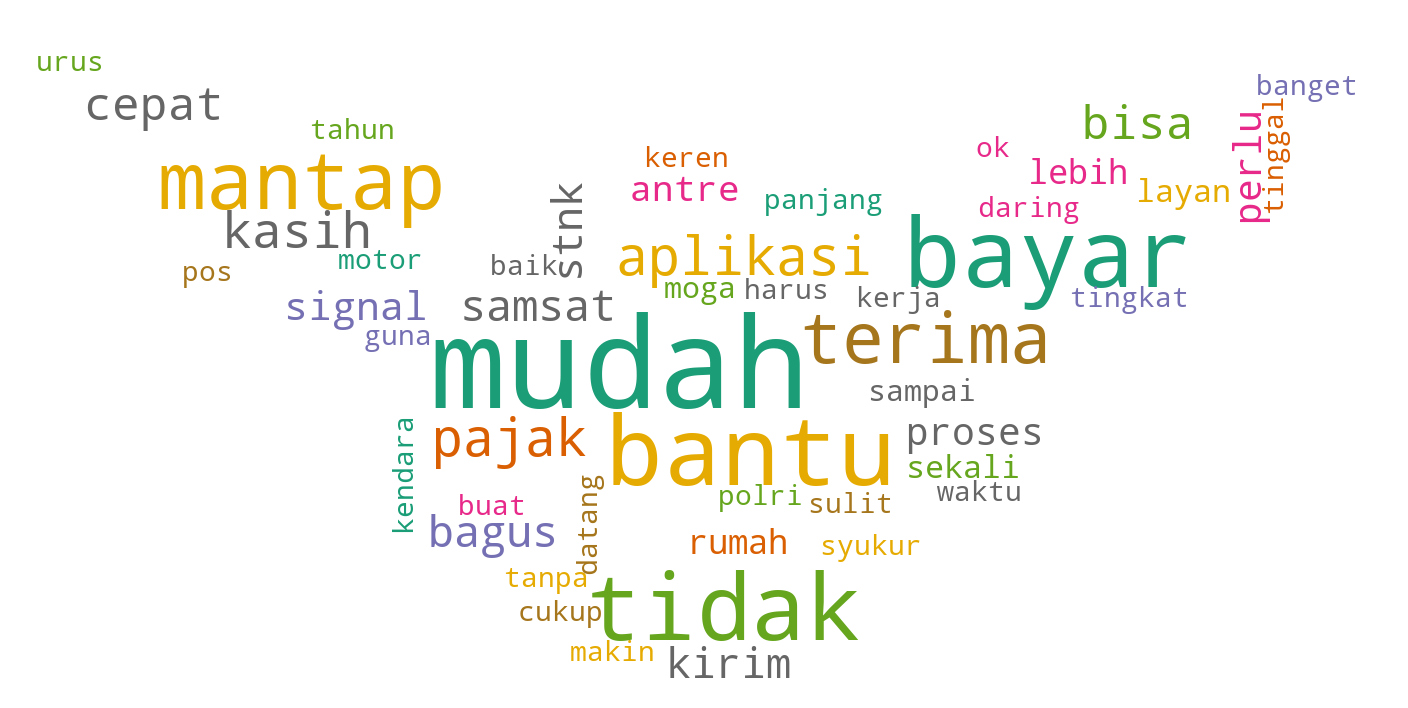 urus
banget
cepat
tahun
bisa
perlu
tinggal
keren
ok
mantap
antre
lebih
layan
panjang
daring
stnk
kasih
bayar
motor
baik
aplikasi
pos
signal
samsat
moga
harus
kerja
tingkat
guna
mudah
terima
sampai
pajak
bantu
proses
kendara
sekali
waktu
buat
polri
sulit
bagus
datang
rumah
syukur
tanpa
cukup
tidak
makin
kirim